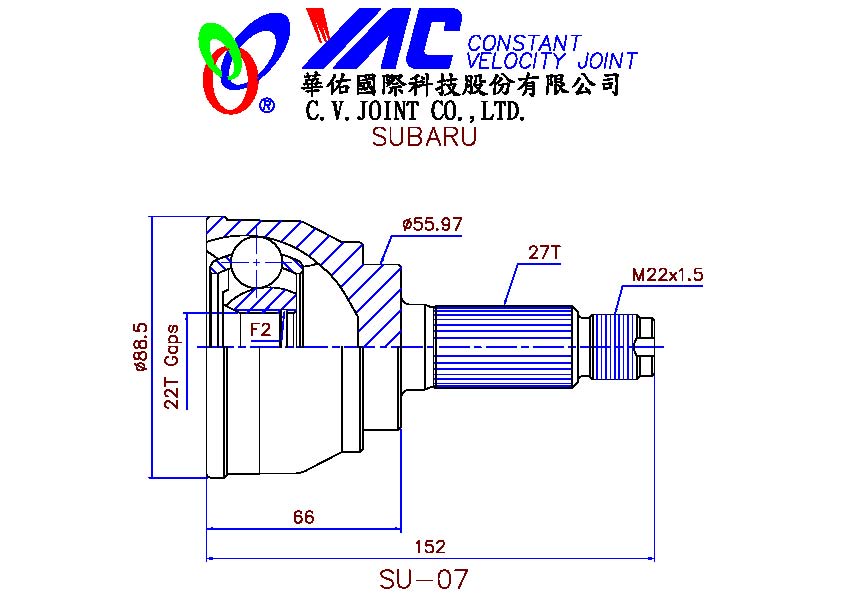 YAC CONSTANT
VELOCITY JOINT
®
華佑國際科技股份有限公司
C.V.JOINT CO.,LTD.
SUBARU
ø55.97
27T
M22x1.5
F2
ø88.5
22T Gaps
66
152
SU-07